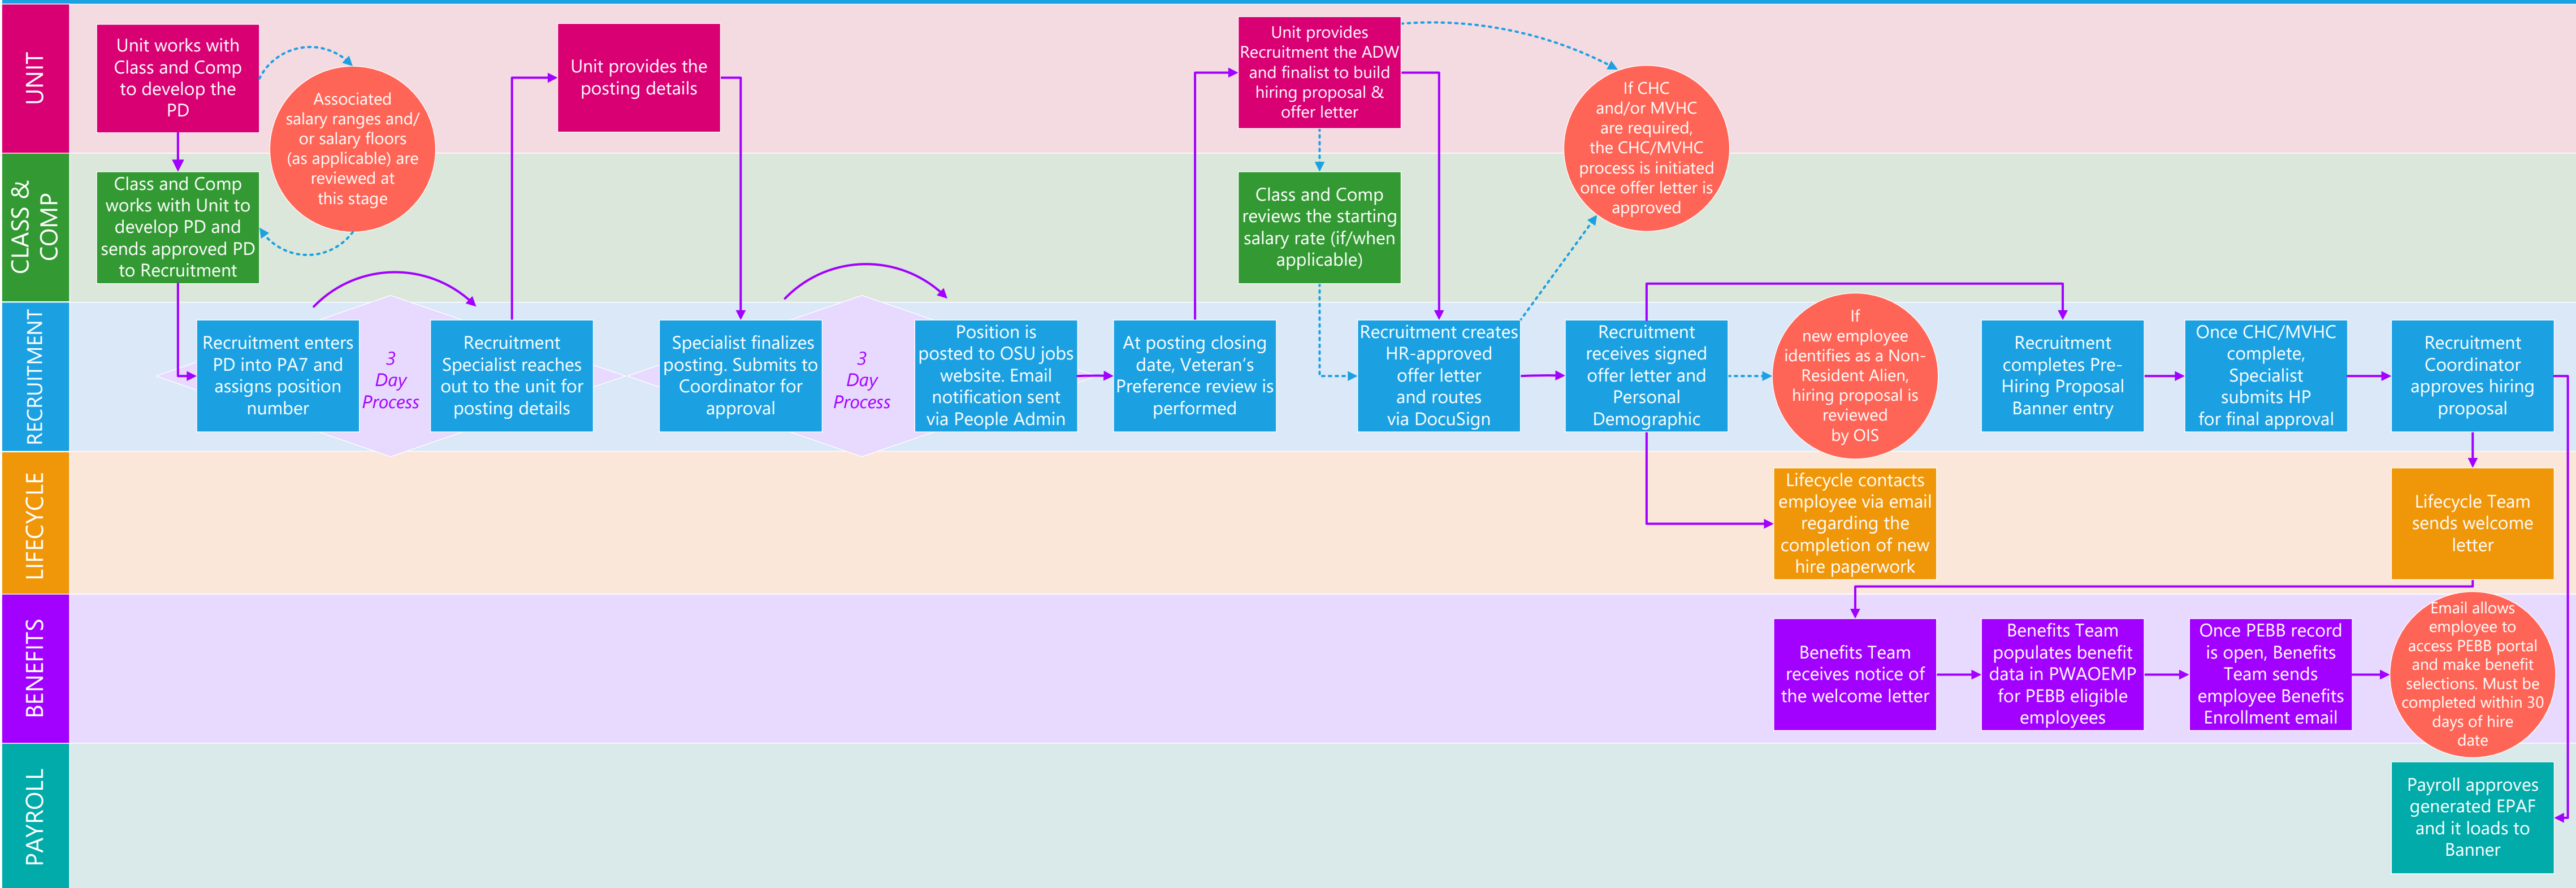 UNIT
Unit works with
Class and Comp
to develop the
PD
Associated
salary ranges and/
or salary floors
(as applicable) are
reviewed at
this stage
Unit provides the
posting details
Unit provides
Recruitment the ADW
and finalist to build
hiring proposal &
offer letter
If CHC
and/or MVHC
are required,
the CHC/MVHC
process is initiated
once offer letter is
approved
CLASS &
COMP
Class and Comp
works with Unit to
develop PD and
sends approved PD
to Recruitment
Class and Comp
reviews the starting
salary rate (if/when
applicable)
RECRUITMENT
Recruitment enters
PD into PA7 and
assigns position
number
3
Day
Process
Recruitment
Specialist reaches
out to the unit for
posting details
Specialist finalizes
posting. Submits to
Coordinator for
approval
3
Day
Process
Position is
posted to OSU jobs
website. Email
notification sent
via People Admin
At posting closing
date, Veteran’s
Preference review is
performed
Recruitment creates
HR-approved
offer letter
and routes
via DocuSign
Recruitment
receives signed
offer letter and
Personal
Demographic
If
new employee
identifies as a Non-
Resident Alien,
hiring proposal is
reviewed
by OIS
Recruitment
completes Pre-
Hiring Proposal
Banner entry
Once CHC/MVHC
complete,
Specialist
submits HP
for final approval
Recruitment
Coordinator
approves hiring
proposal
LIFECYCLE
Lifecycle contacts
employee via email
regarding the
completion of new
hire paperwork
Lifecycle Team
sends welcome
letter
BENEFITS
Benefits Team
receives notice of
the welcome letter
Benefits Team
populates benefit
data in PWAOEMP
for PEBB eligible
employees
Once PEBB record
is open, Benefits
Team sends
employee Benefits
Enrollment email
Email allows
employee to
access PEBB portal
and make benefit
selections. Must be
completed within 30
days of hire
date
PAYROLL
Payroll approves
generated EPAF
and it loads to
Banner